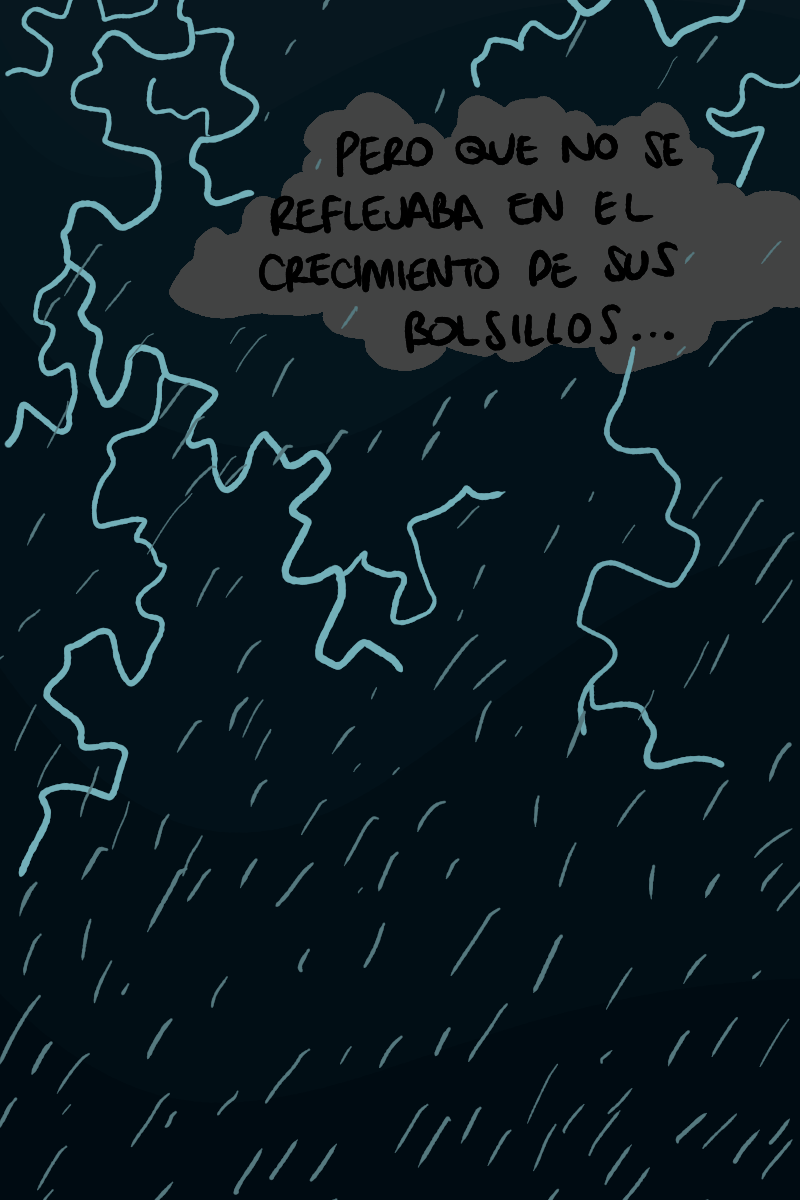 PERO QUE NO SE
REFLEJABA EN EL
CRECIMIENTO DE SUS
BOLSILLOS...